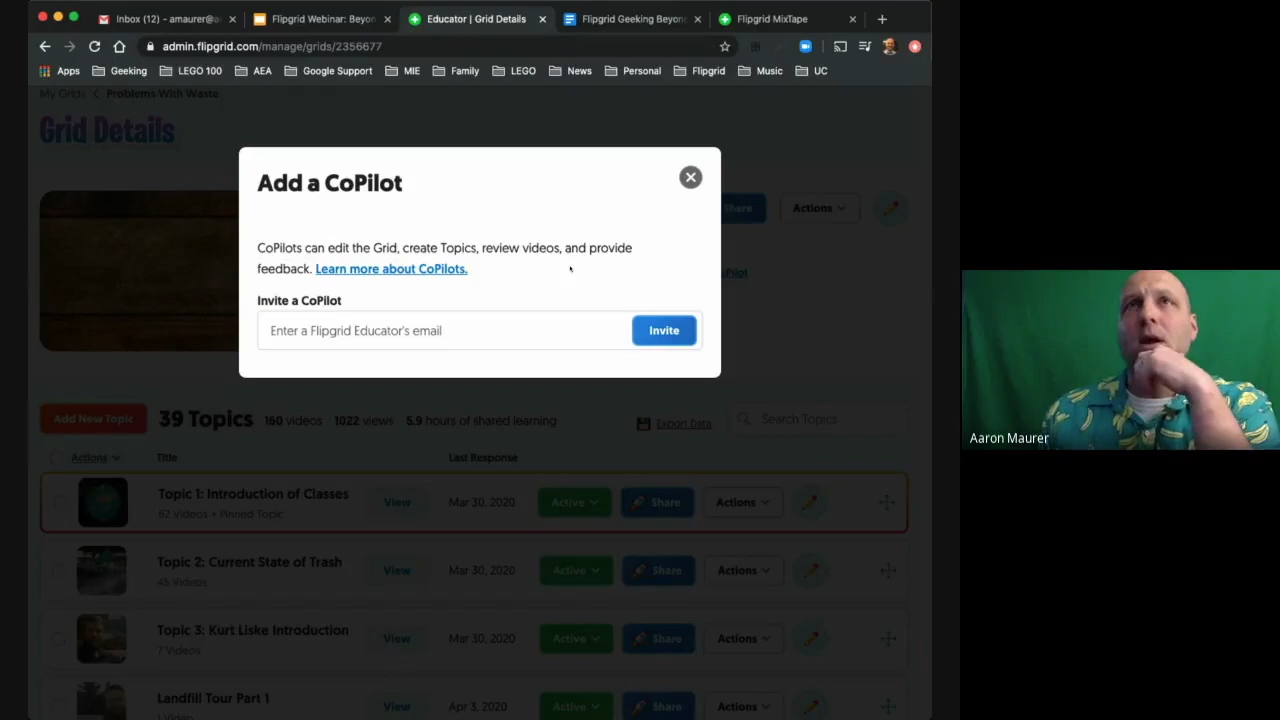 Inbox (12) - amaurer@a
Flipgrid Webinar: Beyon
Educator | Grid Details
Flipgrid Geeking Beyon
Flipgrid MixTape
admin.flipgrid.com/manage/grids/2356677
Apps
Geeking
LEGO 100
AEA
Google Support
MIE
Family
LEGO
News
Personal
Flipgrid
Music
UC
My Grids < Problems With Waste
Grid Details
Add a CoPilot
Share
Actions
CoPilots can edit the Grid, create Topics, review videos, and provide
feedback. Learn more about CoPilots.
Invite a CoPilot
Enter a Flipgrid Educator's email
Invite
Add New Topic
39 Topics
160 videos
1022 views
5.9 hours of shared learning
Export Data
Search Topics
Aaron Maurer
Actions
Title
Last Response
Topic 1: Introduction of Classes
62 Videos • Pinned Topic
View
Mar 30, 2020
Active
Share
Actions
Topic 2: Current State of Trash
45 Videos
View
Mar 30, 2020
Active
Share
Actions
Topic 3: Kurt Liske Introduction
7 Videos
View
Mar 30, 2020
Active
Share
Actions
Landfill Tour Part 1
1 Video
View
Apr 3, 2020
Active
Share
Actions